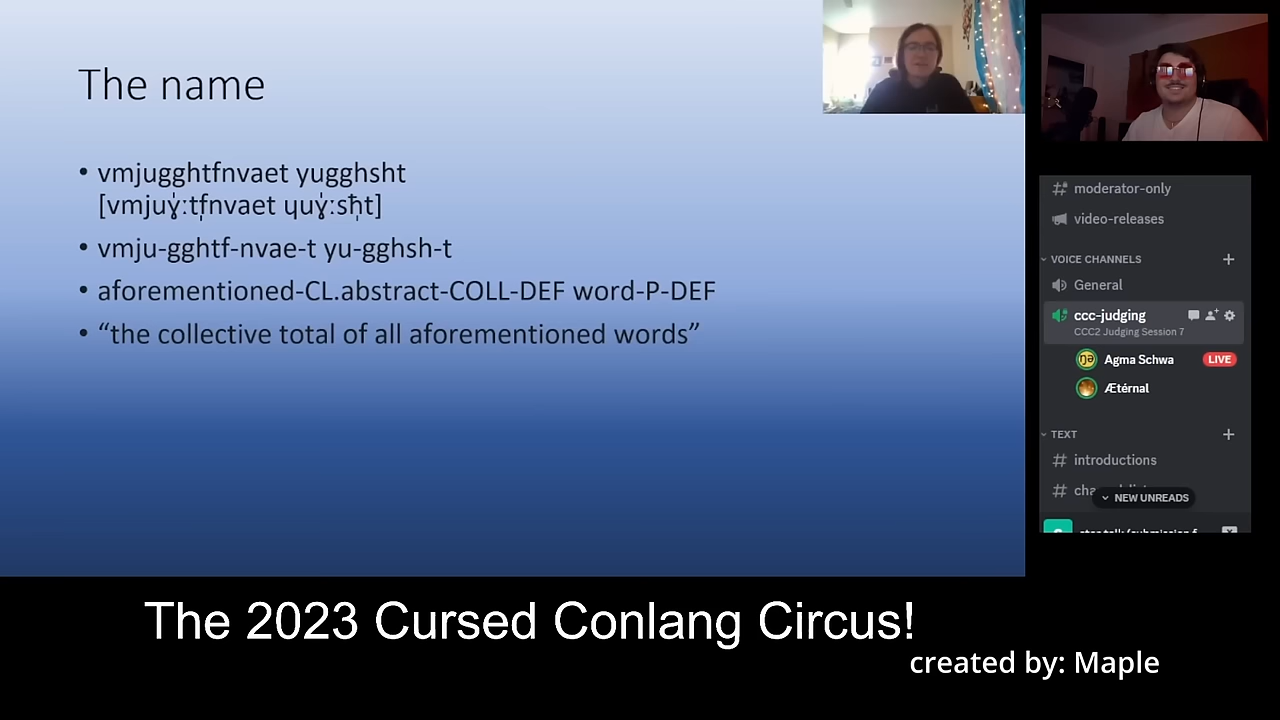 The name
• vmjugghtfnvaet yugghsht
[vmjuɣ̍ːtf̩nvaet ɥuɣ̍ːsħ̩t]
• vmju-gghtf-nvae-t yu-gghsh-t
• aforementioned-CL.abstract-COLL-DEF word-P-DEF
• “the collective total of all aforementioned words”
moderator-only
video-releases
VOICE CHANNELS
General
ccc-judging
CCC2 Judging Session 7
Agma Schwa LIVE
Ætérnal
TEXT
introductions
NEW UNREADS
The 2023 Cursed Conlang Circus!
created by: Maple